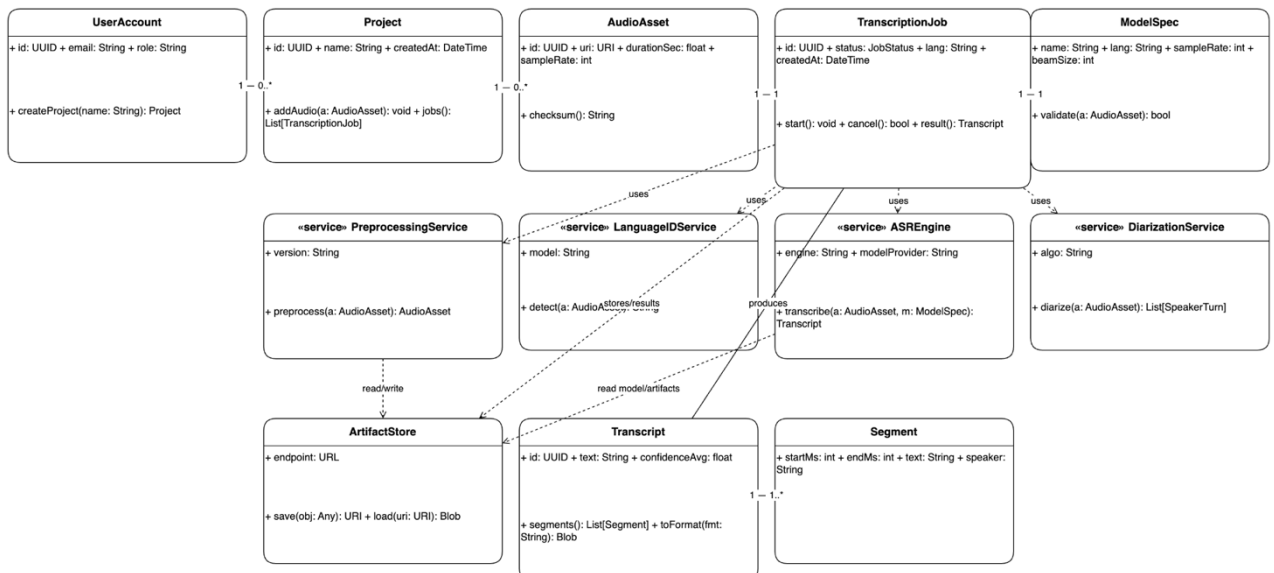 UserAccount
+ id: UUID + email: String + role: String
+ createProject(name: String): Project
1 — 0..*
Project
+ id: UUID + name: String + createdAt: DateTime
+ addAudio(a: AudioAsset): void + jobs():
List[TranscriptionJob]
1 — 0..*
AudioAsset
+ id: UUID + uri: URI + durationSec: float +
sampleRate: int
+ checksum(): String
1 — 1
TranscriptionJob
+ id: UUID + status: JobStatus + lang: String +
createdAt: DateTime
+ start(): void + cancel(): bool + result(): Transcript
1 — 1
ModelSpec
+ name: String + lang: String + sampleRate: int +
beamSize: int
+ validate(a: AudioAsset): bool
uses
uses
uses
uses
«service» PreprocessingService
+ version: String
+ preprocess(a: AudioAsset): AudioAsset
«service» LanguageIDService
+ model: String
+ detect(a: AudioAsset): String
stores/results
produces
«service» ASREngine
+ engine: String + modelProvider: String
+ transcribe(a: AudioAsset, m: ModelSpec):
Transcript
«service» DiarizationService
+ algo: String
+ diarize(a: AudioAsset): List[SpeakerTurn]
read/write
read model/artifacts
ArtifactStore
+ endpoint: URL
+ save(obj: Any): URI + load(uri: URI): Blob
Transcript
+ id: UUID + text: String + confidenceAvg: float
+ segments(): List[Segment] + toFormat(fmt:
String): Blob
1 — 1..*
Segment
+ startMs: int + endMs: int + text: String + speaker:
String